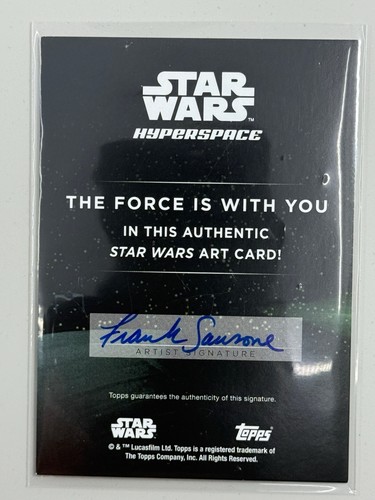 STAR
WARS™
HYPERSPACE
THE FORCE IS WITH YOU
IN THIS AUTHENTIC
STAR WARS ART CARD!
Frank Sansone
ARTIST SIGNATURE
Topps guarantees the authenticity of this signature.
STAR WARS topps
© & ™ Lucasfilm Ltd. Topps is a registered trademark of
The Topps Company, Inc. All Rights Reserved.